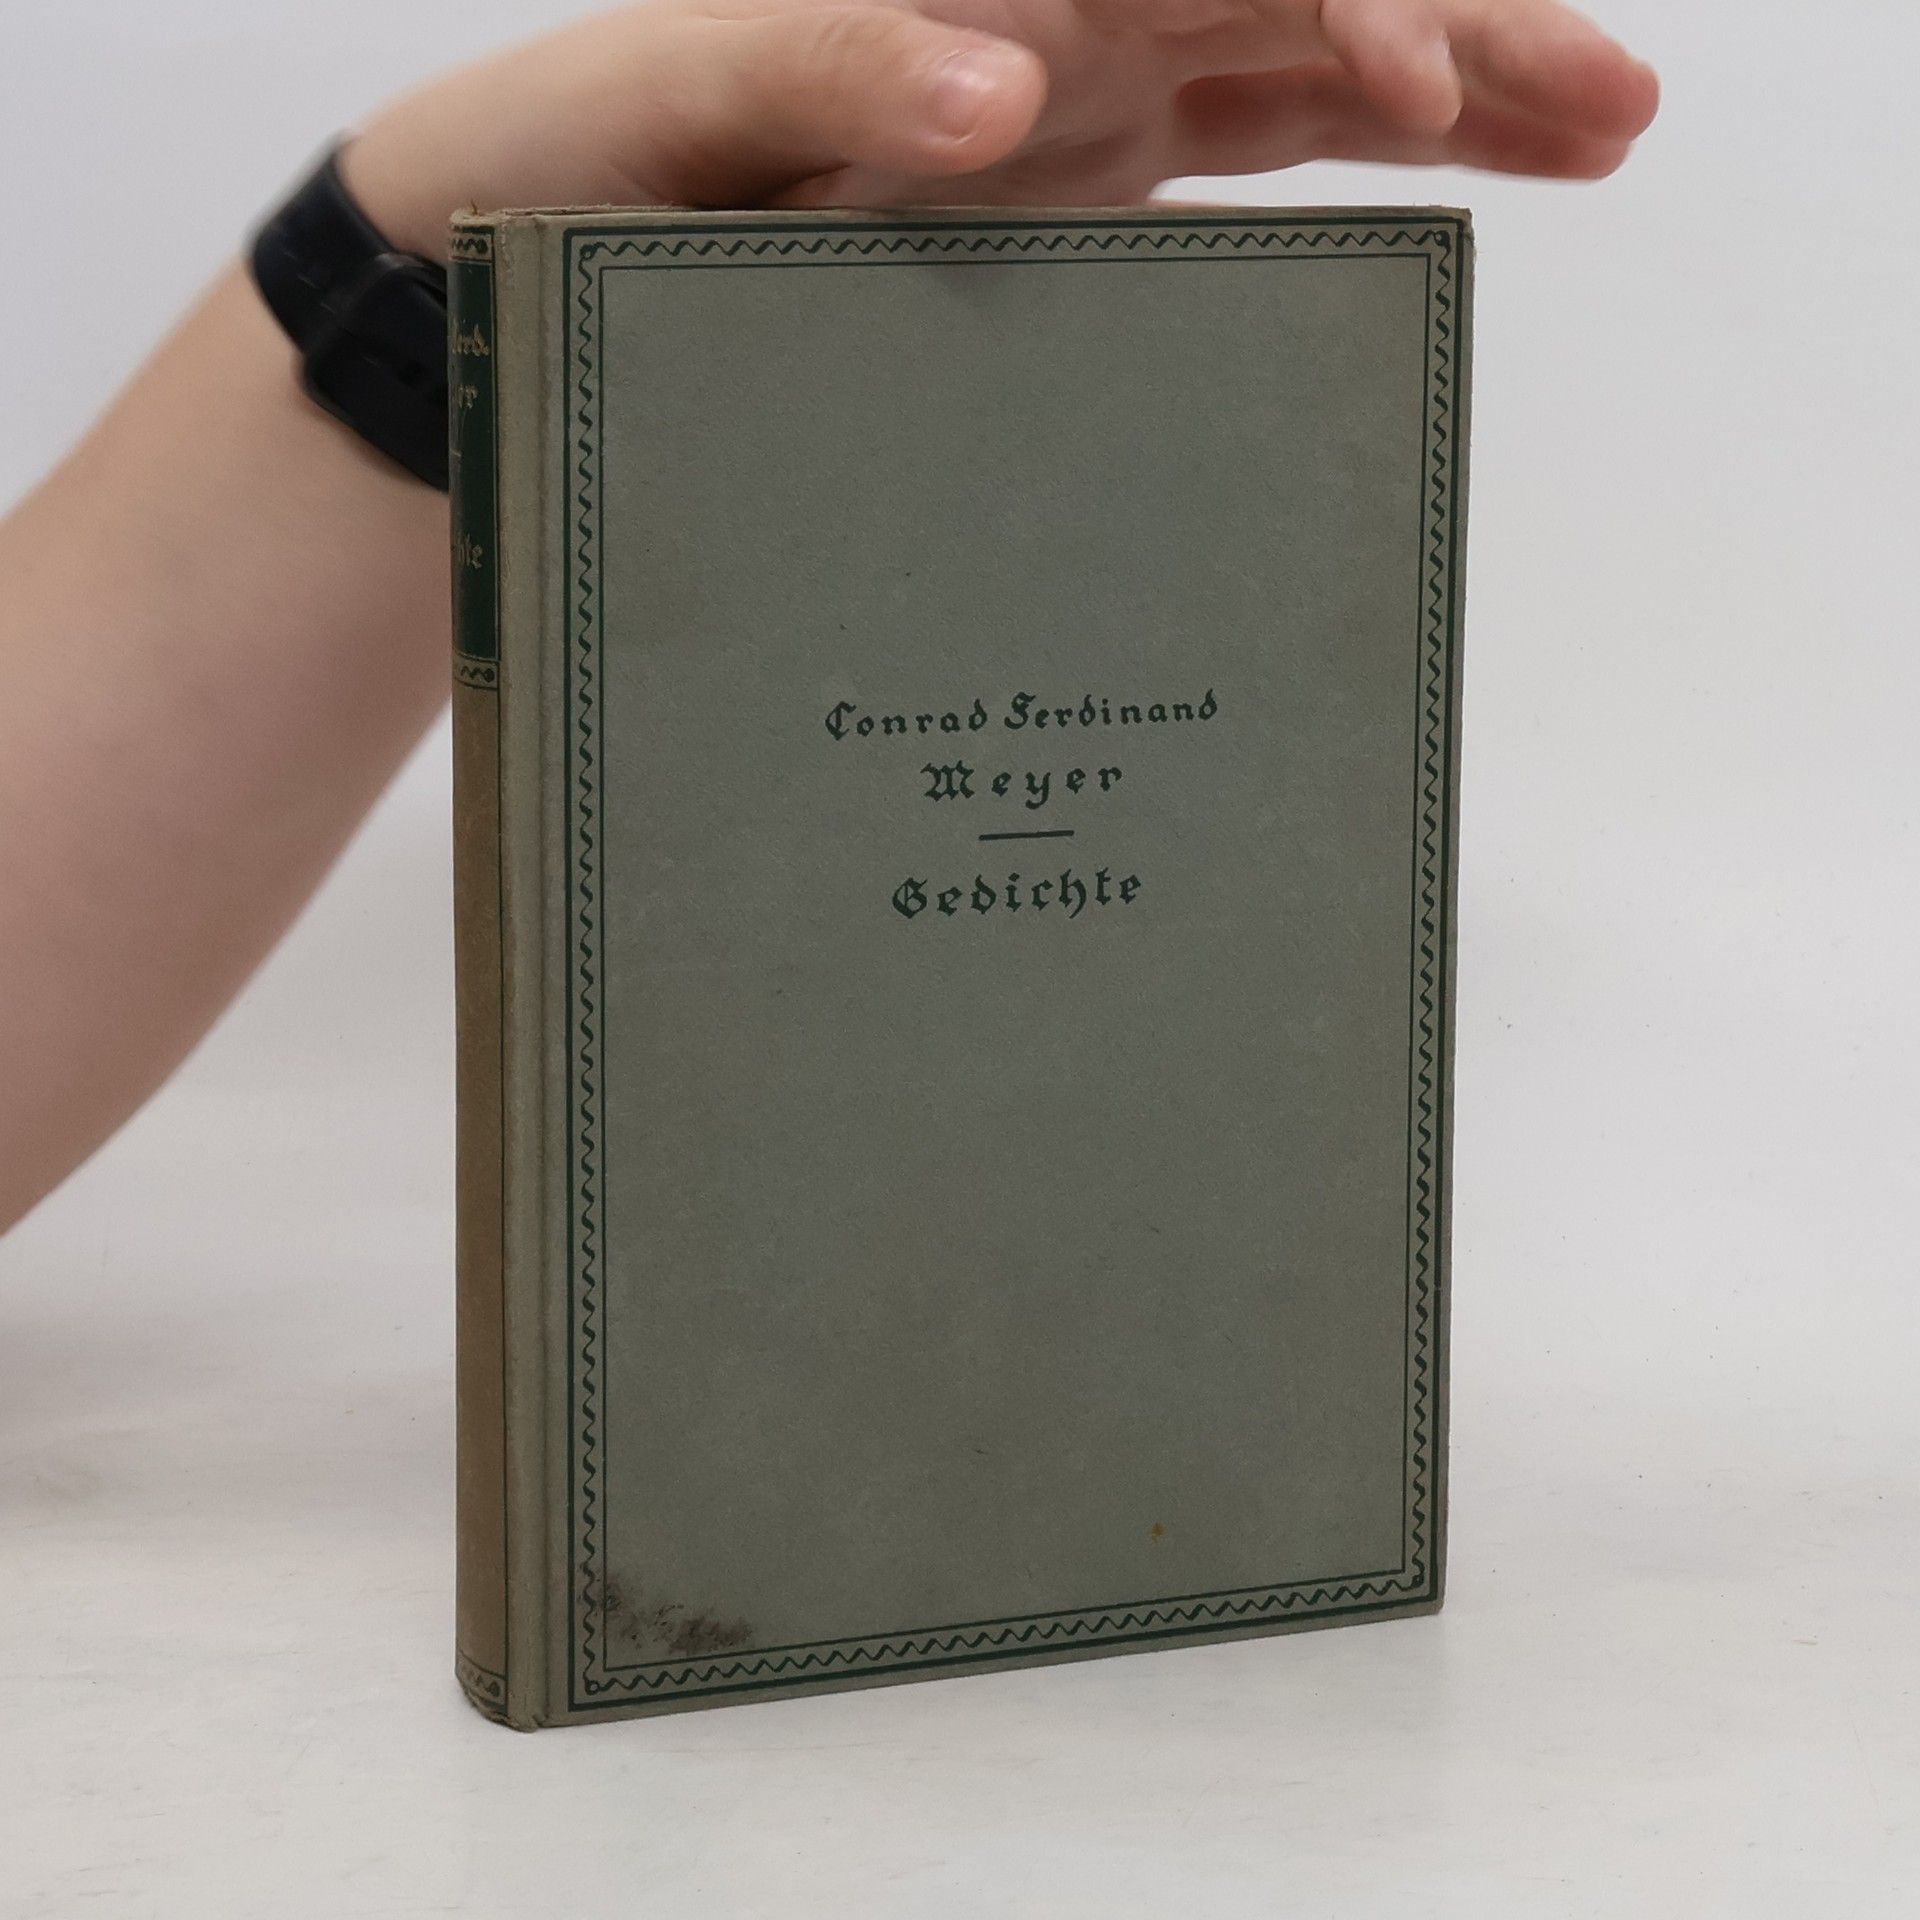 Conrad Ferdinand
Meyer
Gedichte